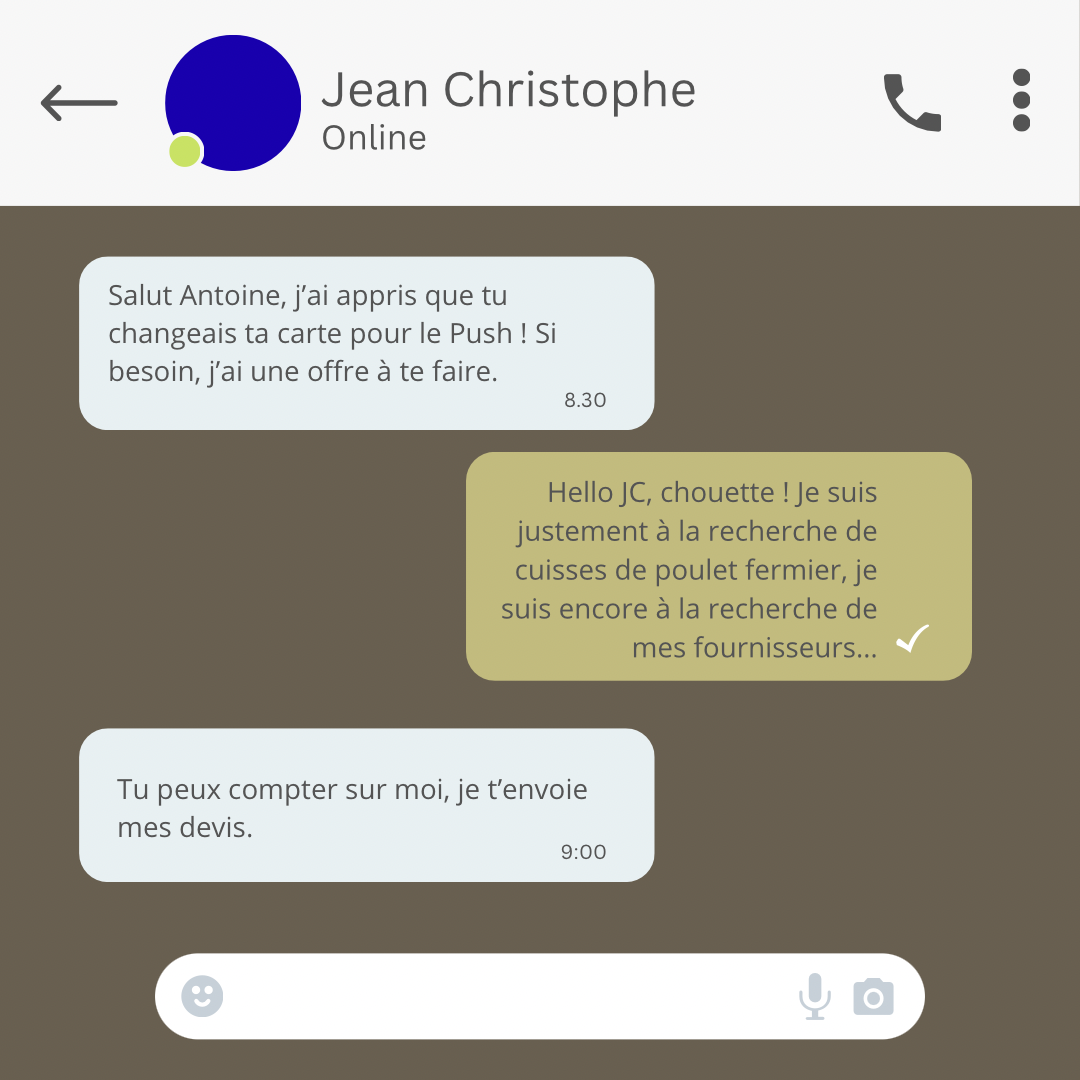 Jean Christophe
Online
Salut Antoine, j’ai appris que tu
changeais ta carte pour le Push ! Si
besoin, j’ai une offre à te faire.
8.30
Hello JC, chouette ! Je suis
justement à la recherche de
cuisses de poulet fermier, je
suis encore à la recherche de
mes fournisseurs...
Tu peux compter sur moi, je t’envoie
mes devis.
9:00